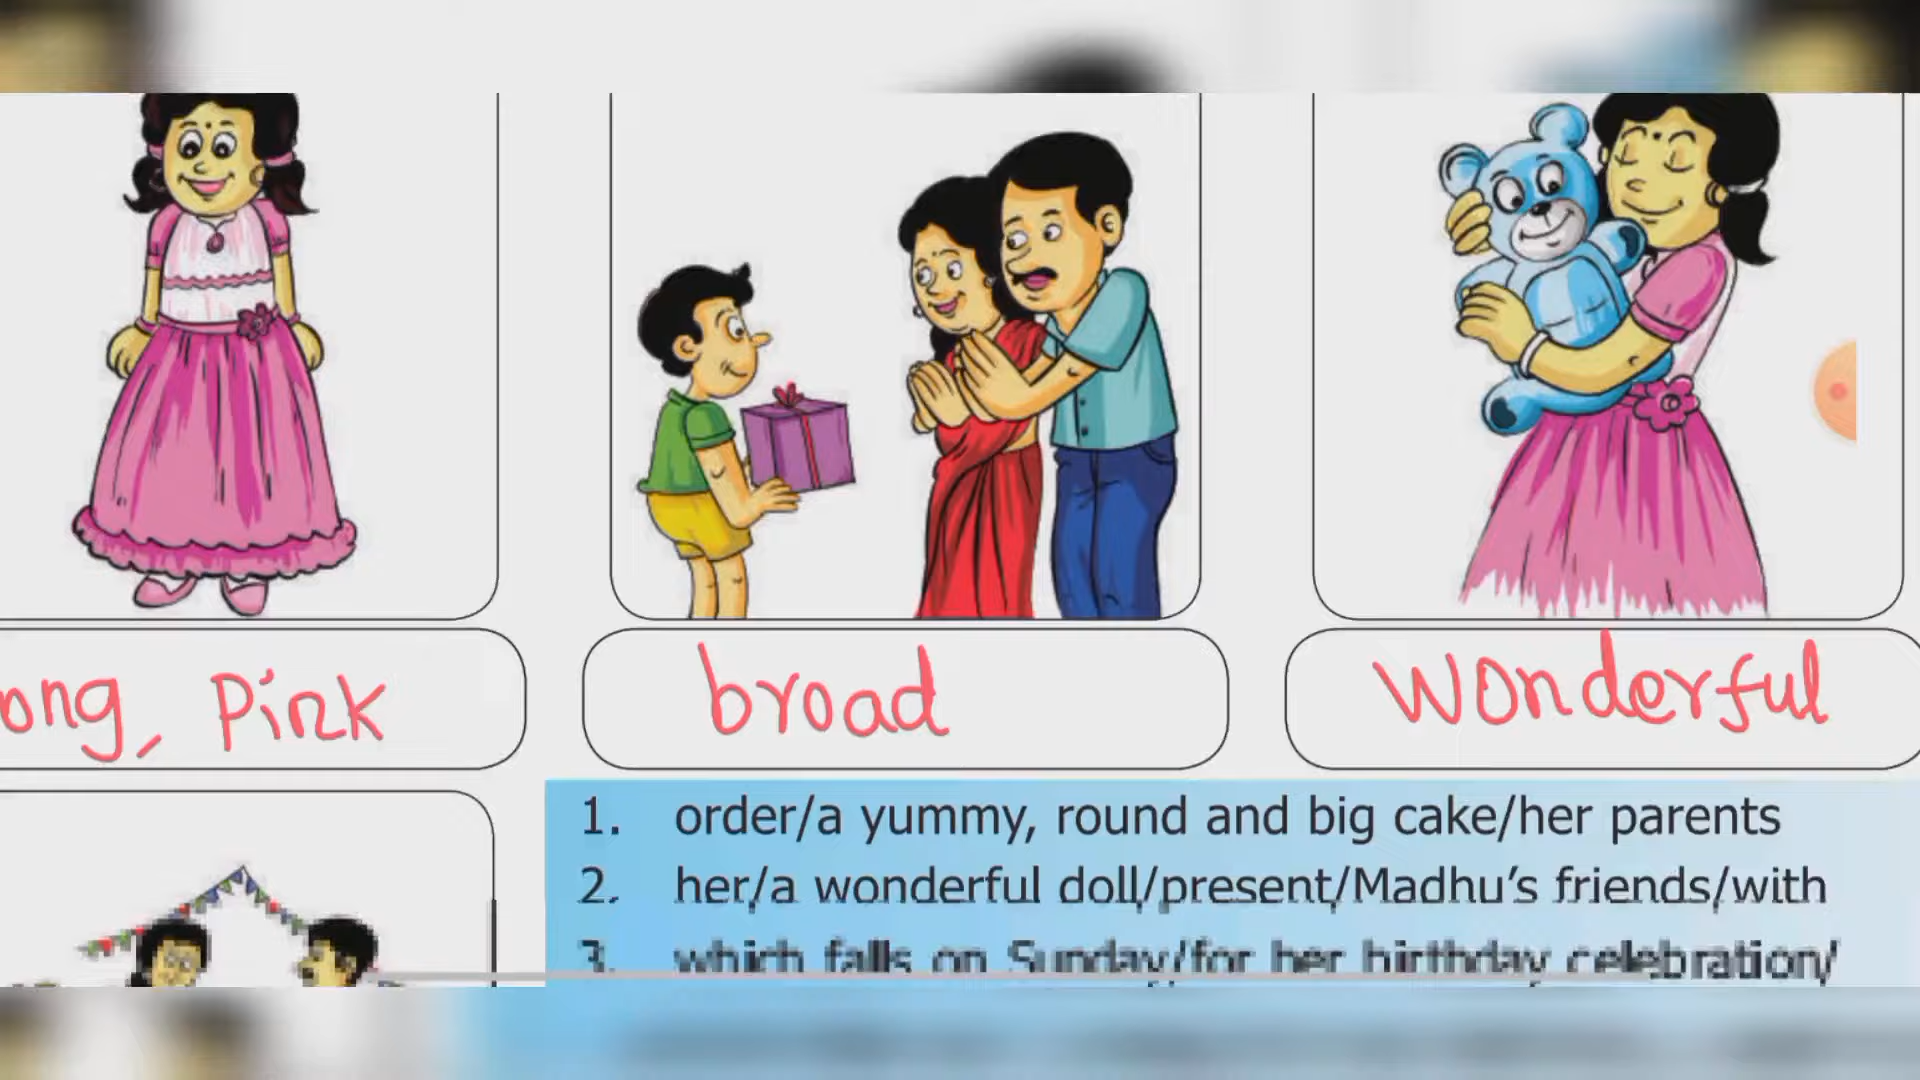 ong, Pink
broad
Wonderful
1. order/a yummy, round and big cake/her parents
2. her/a wonderful doll/present/Madhu's friends/with
3. which falls on Sunday/for her birthday celebration/